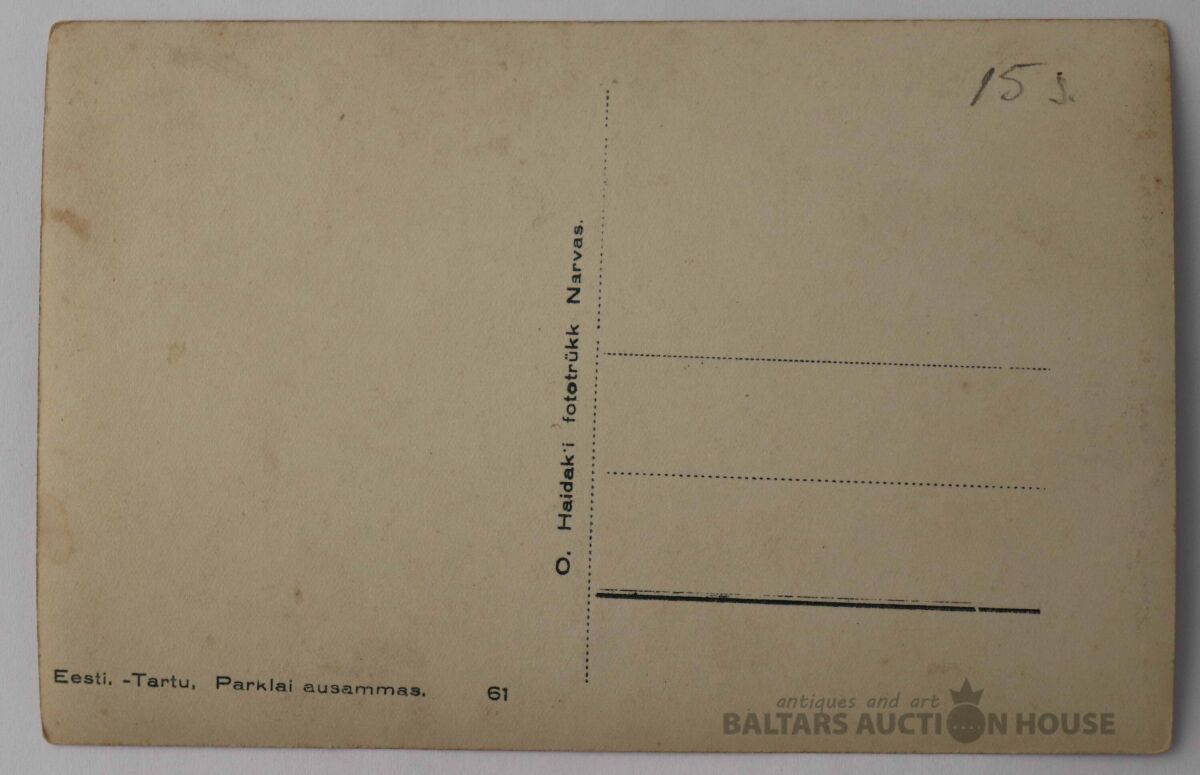 15 s.
O. Haidak'i fototrükk Narvas.
Eesti. -Tartu, Parklai ausammas. 61
antiques and art
BALTARS AUCTION HOUSE